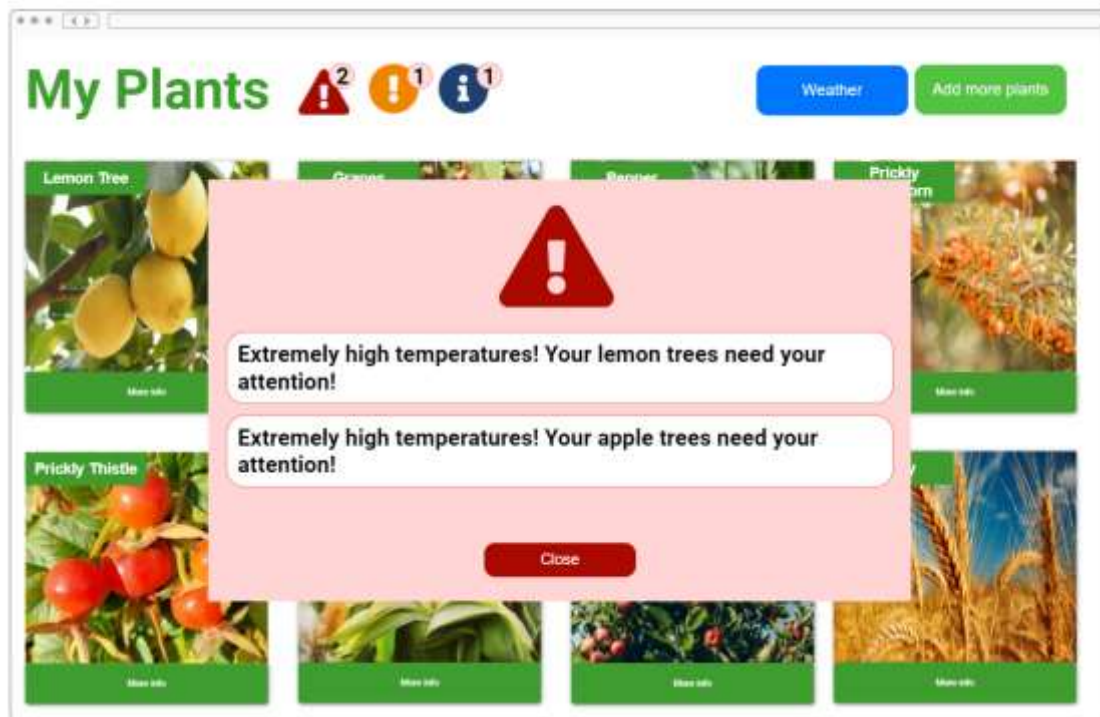 My Plants
2
1
1
Weather
Add more plants
Lemon Tree
Grapes
Pepper
Prickly
Extremely high temperatures! Your lemon trees need your
attention!
Extremely high temperatures! Your apple trees need your
attention!
Close
More info
More info
Prickly Thistle
More info
More info
More info
More info